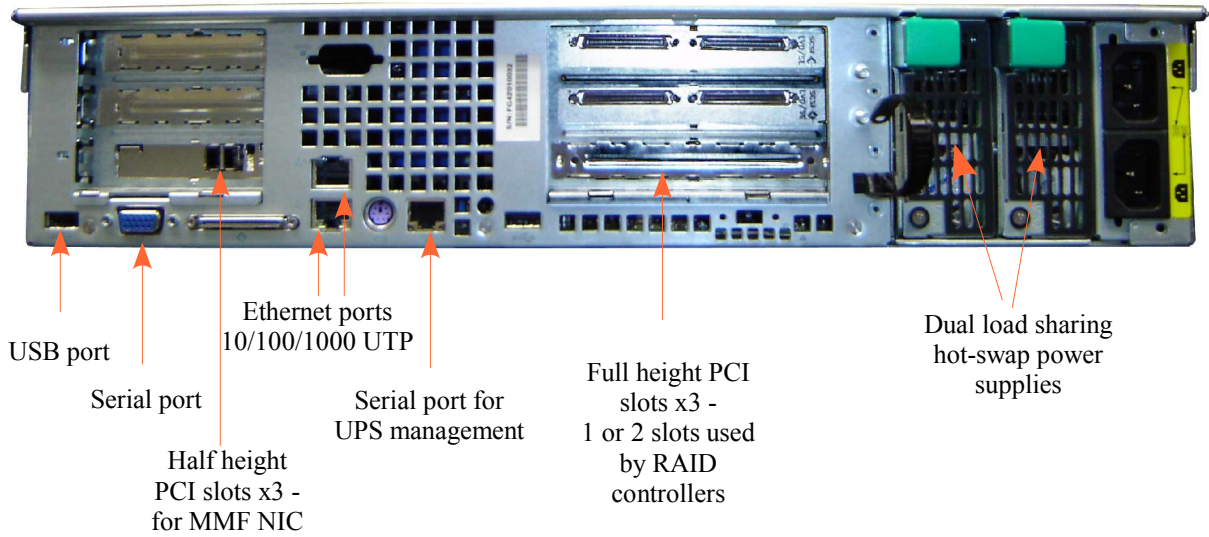 S/N: FC42010032
USB port
Serial port
Half height
PCI slots x3 -
for MMF NIC
Ethernet ports
10/100/1000 UTP
Serial port for
UPS management
Full height PCI
slots x3 -
1 or 2 slots used
by RAID
controllers
Dual load sharing
hot-swap power
supplies